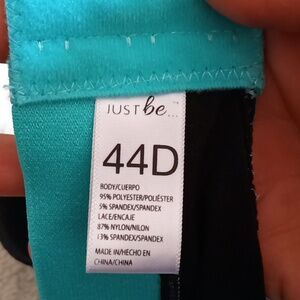 JUST be...
44D
BODY/CUERPO
95% POLYESTER/POLIÉSTER
5% SPANDEX/SPANDEX
LACE/ENCAJE
87% NYLON/NILON
13% SPANDEX/SPANDEX
MADE IN/HECHO EN
CHINA/CHINA